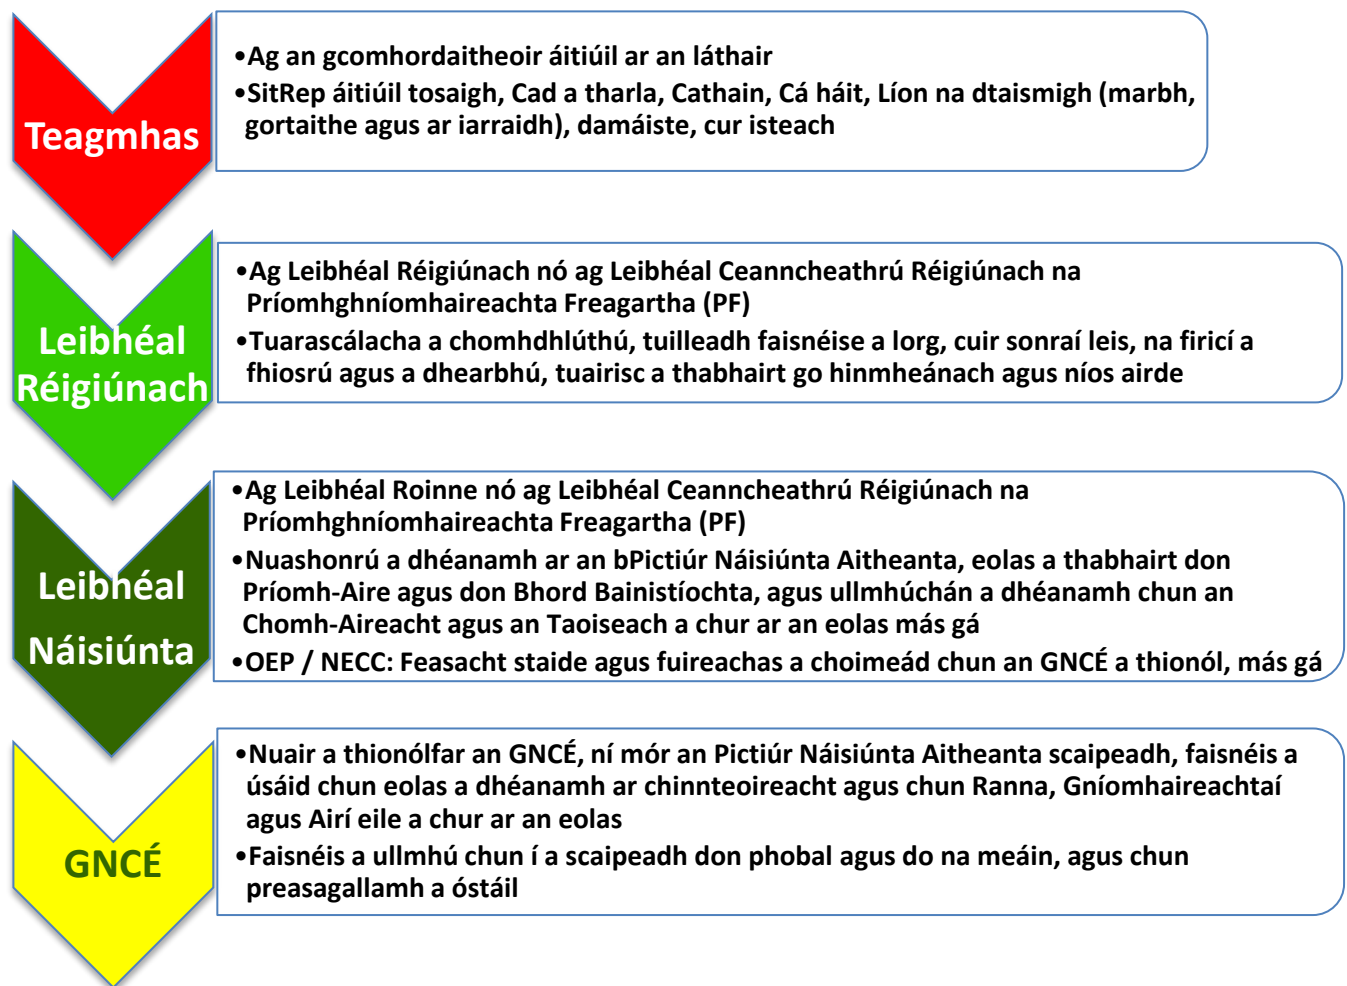 Teagmhas
•Ag an gcomhordaitheoir áitiúil ar an láthair
•SitRep áitiúil tosaigh, Cad a tharla, Cathain, Cá háit, Líon na dtaismigh (marbh,
gortaithe agus ar iarraidh), damáiste, cur isteach
Leibhéal
Réigiúnach
•Ag Leibhéal Réigiúnach nó ag Leibhéal Ceanncheathrú Réigiúnach na
Príomhghníomhaireachta Freagartha (PF)
•Tuarascálacha a chomhdhlúthú, tuilleadh faisnéise a lorg, cuir sonraí leis, na firicí a
fhiosrú agus a dhearbhú, tuairisc a thabhairt go hinmheánach agus níos airde
Leibhéal
Náisiúnta
•Ag Leibhéal Roinne nó ag Leibhéal Ceanncheathrú Réigiúnach na
Príomhghníomhaireachta Freagartha (PF)
•Nuashonrú a dhéanamh ar an bPictiúr Náisiúnta Aitheanta, eolas a thabhairt don
Príomh-Aire agus don Bhord Bainistíochta, agus ullmhúchán a dhéanamh chun an
Chomh-Aireacht agus an Taoiseach a chur ar an eolas más gá
•OEP / NECC: Feasacht staide agus fuireachas a choimeád chun an GNCÉ a thionól, más gá
GNCÉ
•Nuair a thionólfar an GNCÉ, ní mór an Pictiúr Náisiúnta Aitheanta scaipeadh, faisnéis a
úsáid chun eolas a dhéanamh ar chinnteoireacht agus chun Ranna, Gníomhaireachtaí
agus Airí eile a chur ar an eolas
•Faisnéis a ullmhú chun í a scaipeadh don phobal agus do na meáin, agus chun
preasagallamh a óstáil